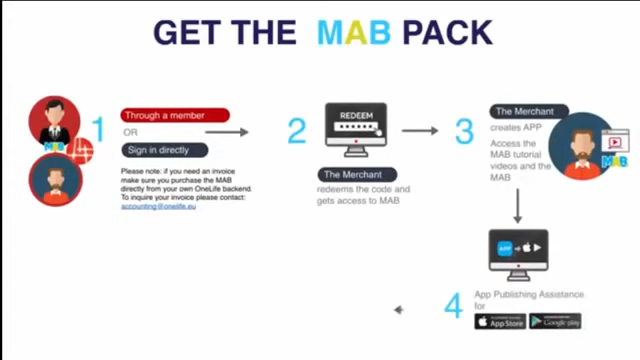 GET THE MAB PACK
1
Through a member
OR
Sign in directly
Please note: if you need an invoice
make sure you purchase the MAB
directly from your own OneLife backend.
To inquire your invoice please contact:
accounting@onelife.eu
MAB
2
REDEEM
The Merchant
redeems the code and
gets access to MAB
3
The Merchant
creates APP
Access the
MAB tutorial
videos and the
MAB
MAB
APP
4
App Publishing Assistance
for
App Store
Google play